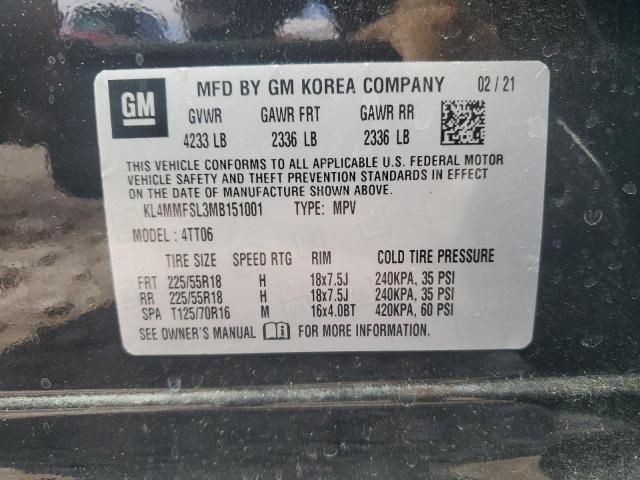 GM
MFD BY GM KOREA COMPANY 02 / 21
GVWR GAWR FRT GAWR RR
4233 LB 2336 LB 2336 LB
THIS VEHICLE CONFORMS TO ALL APPLICABLE U.S. FEDERAL MOTOR
VEHICLE SAFETY AND THEFT PREVENTION STANDARDS IN EFFECT
ON THE DATE OF MANUFACTURE SHOWN ABOVE.
KL4MMFSL3MB151001 TYPE: MPV
MODEL : 4TT06
TIRE SIZE SPEED RTG RIM COLD TIRE PRESSURE
FRT 225/55R18 H 18x7.5J 240KPA, 35 PSI
RR 225/55R18 H 18x7.5J 240KPA, 35 PSI
SPA T125/70R16 M 16x4.0BT 420KPA, 60 PSI
SEE OWNER'S MANUAL FOR MORE INFORMATION.